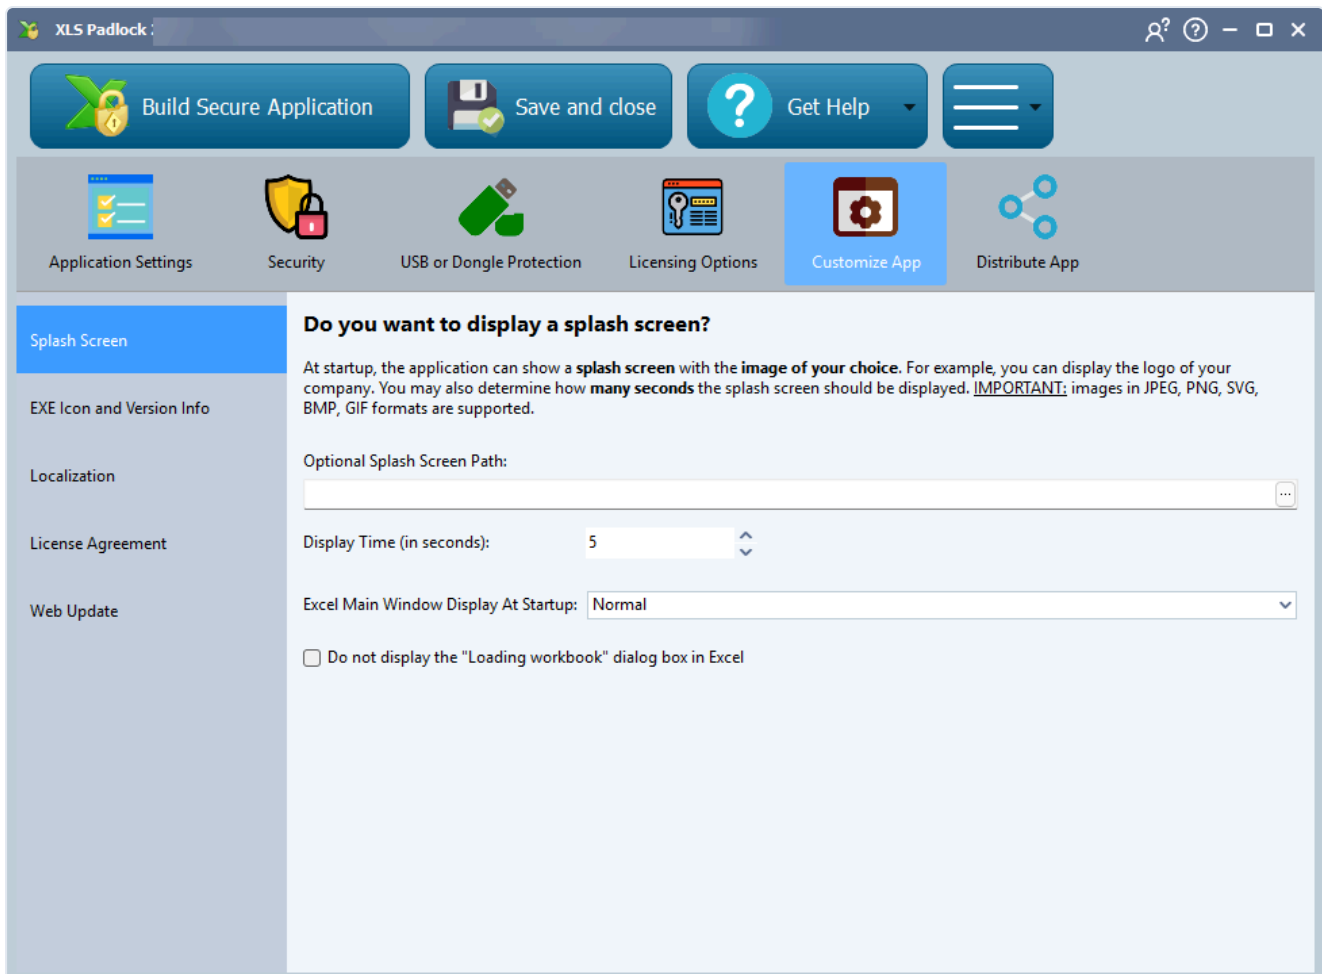 XLS Padlock
Build Secure Application
Save and close
Get Help
Application Settings
Security
USB or Dongle Protection
Licensing Options
Customize App
Distribute App
Splash Screen
EXE Icon and Version Info
Localization
License Agreement
Web Update
Do you want to display a splash screen?
At startup, the application can show a splash screen with the image of your choice. For example, you can display the logo of your
company. You may also determine how many seconds the splash screen should be displayed. IMPORTANT: images in JPEG, PNG, SVG,
BMP, GIF formats are supported.
Optional Splash Screen Path:
...
Display Time (in seconds): 5
Excel Main Window Display At Startup: Normal
Do not display the "Loading workbook" dialog box in Excel